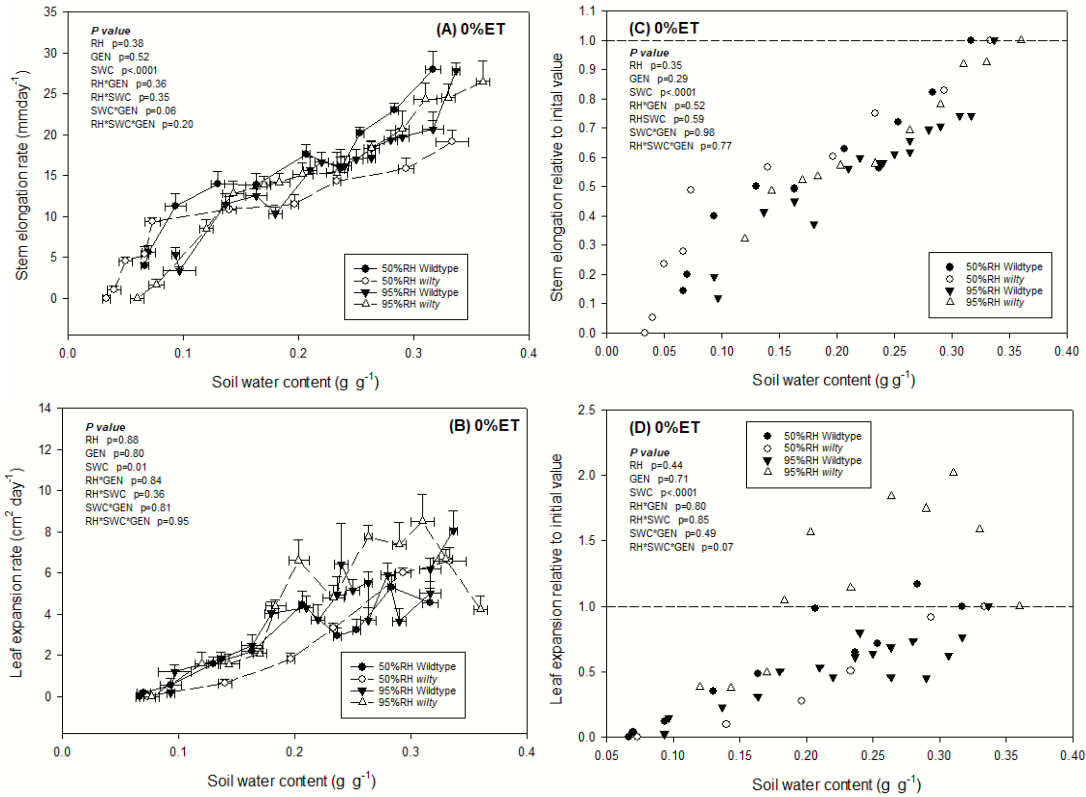 (A) 0%ET
P value
RH p=0.38
GEN p=0.52
SWC p<.0001
RH*GEN p=0.36
RH*SWC p=0.35
SWC*GEN p=0.06
RH*SWC*GEN p=0.20
Stem elongation rate (mmday⁻¹)
35
30
25
20
15
10
5
0
50%RH Wildtype
50%RH wilty
95%RH Wildtype
95%RH wilty
0.0 0.1 0.2 0.3 0.4
Soil water content (g g⁻¹)
(C) 0%ET
P value
RH p=0.35
GEN p=0.29
SWC p<.0001
RH*GEN p=0.52
RHSWC p=0.59
SWC*GEN p=0.98
RH*SWC*GEN p=0.77
Stem elongation relative to inital value
1.1
1.0
0.9
0.8
0.7
0.6
0.5
0.4
0.3
0.2
0.1
0.0
50%RH Wildtype
50%RH wilty
95%RH Wildtype
95%RH wilty
0.00 0.05 0.10 0.15 0.20 0.25 0.30 0.35 0.40
Soil water content (g g⁻¹)
(B) 0%ET
P value
RH p=0.88
GEN p=0.80
SWC p=0.01
RH*GEN p=0.84
RH*SWC p=0.36
SWC*GEN p=0.81
RH*SWC*GEN p=0.95
Leaf expansion rate (cm² day⁻¹)
14
12
10
8
6
4
2
0
50%RH Wildtype
50%RH wilty
95%RH Wildtype
95%RH wilty
0.0 0.1 0.2 0.3 0.4
Soil water content (g g⁻¹)
(D) 0%ET
P value
RH p=0.44
GEN p=0.71
SWC p<.0001
RH*GEN p=0.80
RH*SWC p=0.85
SWC*GEN p=0.49
RH*SWC*GEN p=0.07
50%RH Wildtype
50%RH wilty
95%RH Wildtype
95%RH wilty
Leaf expansion relative to initial value
2.5
2.0
1.5
1.0
0.5
0.0
0.05 0.10 0.15 0.20 0.25 0.30 0.35 0.40
Soil water content (g g⁻¹)